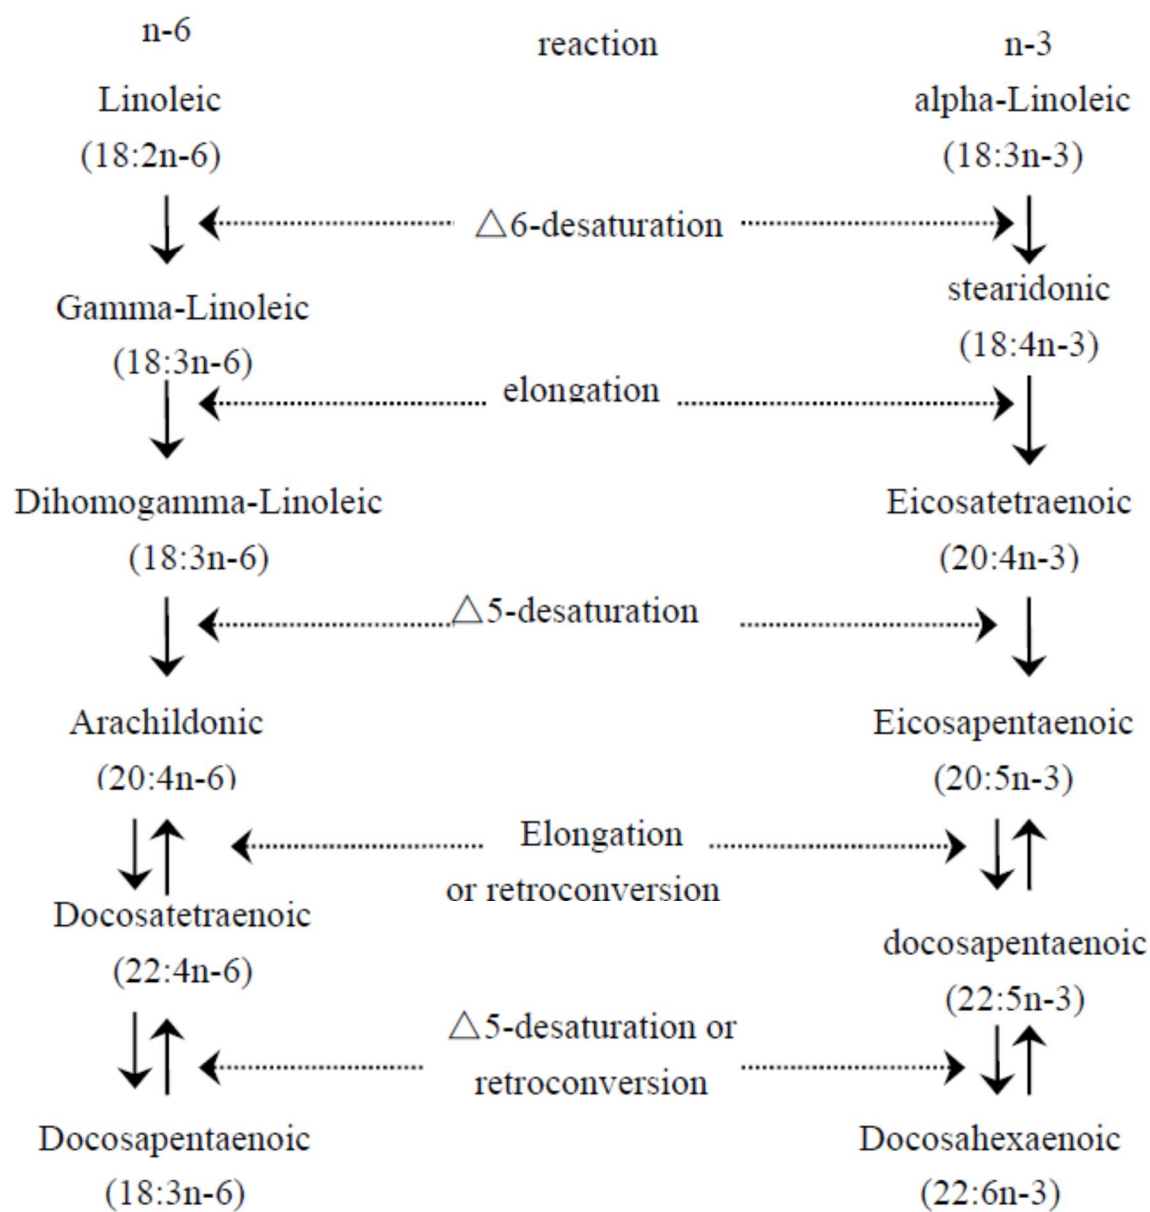 n-6
reaction
n-3
Linoleic
alpha-Linoleic
(18:2n-6)
(18:3n-3)
△6-desaturation
Gamma-Linoleic
stearidonic
(18:3n-6)
(18:4n-3)
elongation
Dihomogamma-Linoleic
Eicosatetraenoic
(18:3n-6)
(20:4n-3)
△5-desaturation
Arachildonic
Eicosapentaenoic
(20:4n-6)
(20:5n-3)
Elongation
or retroconversion
Docosatetraenoic
docosapentaenoic
(22:4n-6)
(22:5n-3)
△5-desaturation or
retroconversion
Docosapentaenoic
Docosahexaenoic
(18:3n-6)
(22:6n-3)